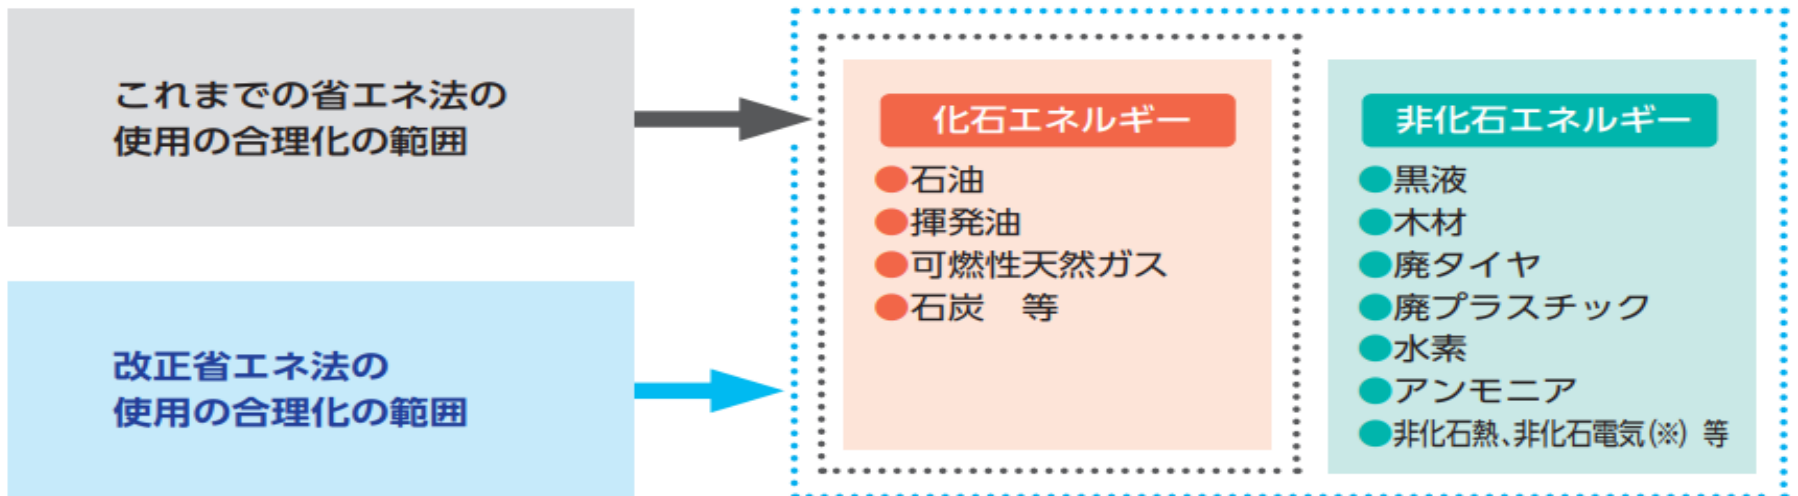 これまでの省エネ法の
使用の合理化の範囲
改正省エネ法の
使用の合理化の範囲
化石エネルギー
●石油
●揮発油
●可燃性天然ガス
●石炭　等
非化石エネルギー
●黒液
●木材
●廃タイヤ
●廃プラスチック
●水素
●アンモニア
●非化石熱、非化石電気(※) 等